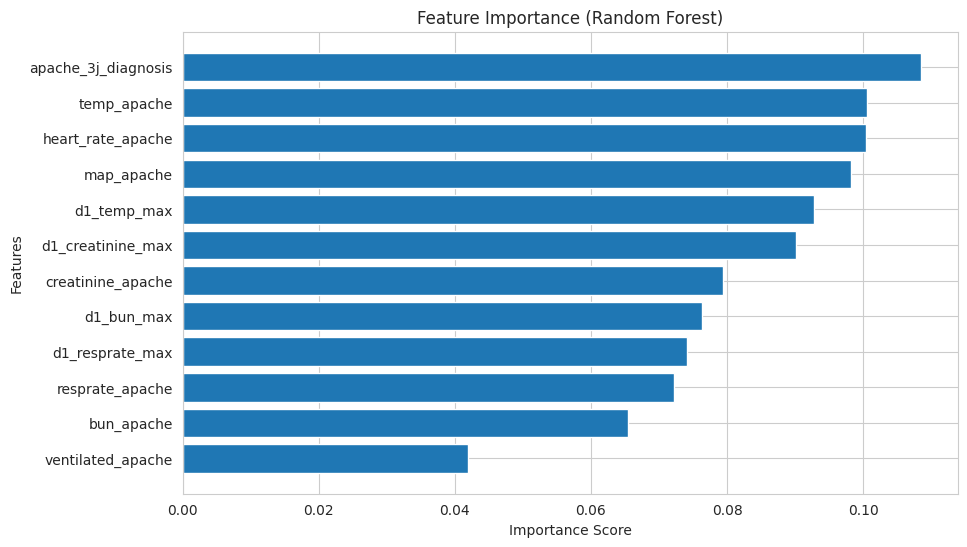 Feature Importance (Random Forest)
Features
apache_3j_diagnosis
temp_apache
heart_rate_apache
map_apache
d1_temp_max
d1_creatinine_max
creatinine_apache
d1_bun_max
d1_resprate_max
resprate_apache
bun_apache
ventilated_apache
0.00 0.02 0.04 0.06 0.08 0.10
Importance Score